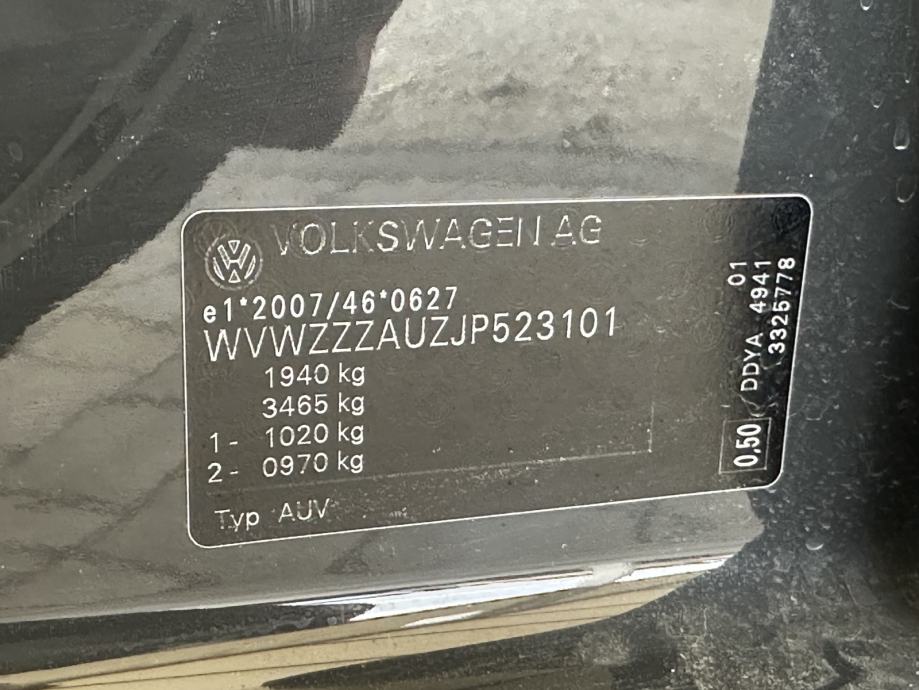 VOLKSWAGEN AG
e1*2007/46*0627
WVWZZZAUZJP523101
1940 kg
3465 kg
1- 1020 kg
2- 0970 kg
Typ AUV
01
DDYA 4941
3325778
0,50